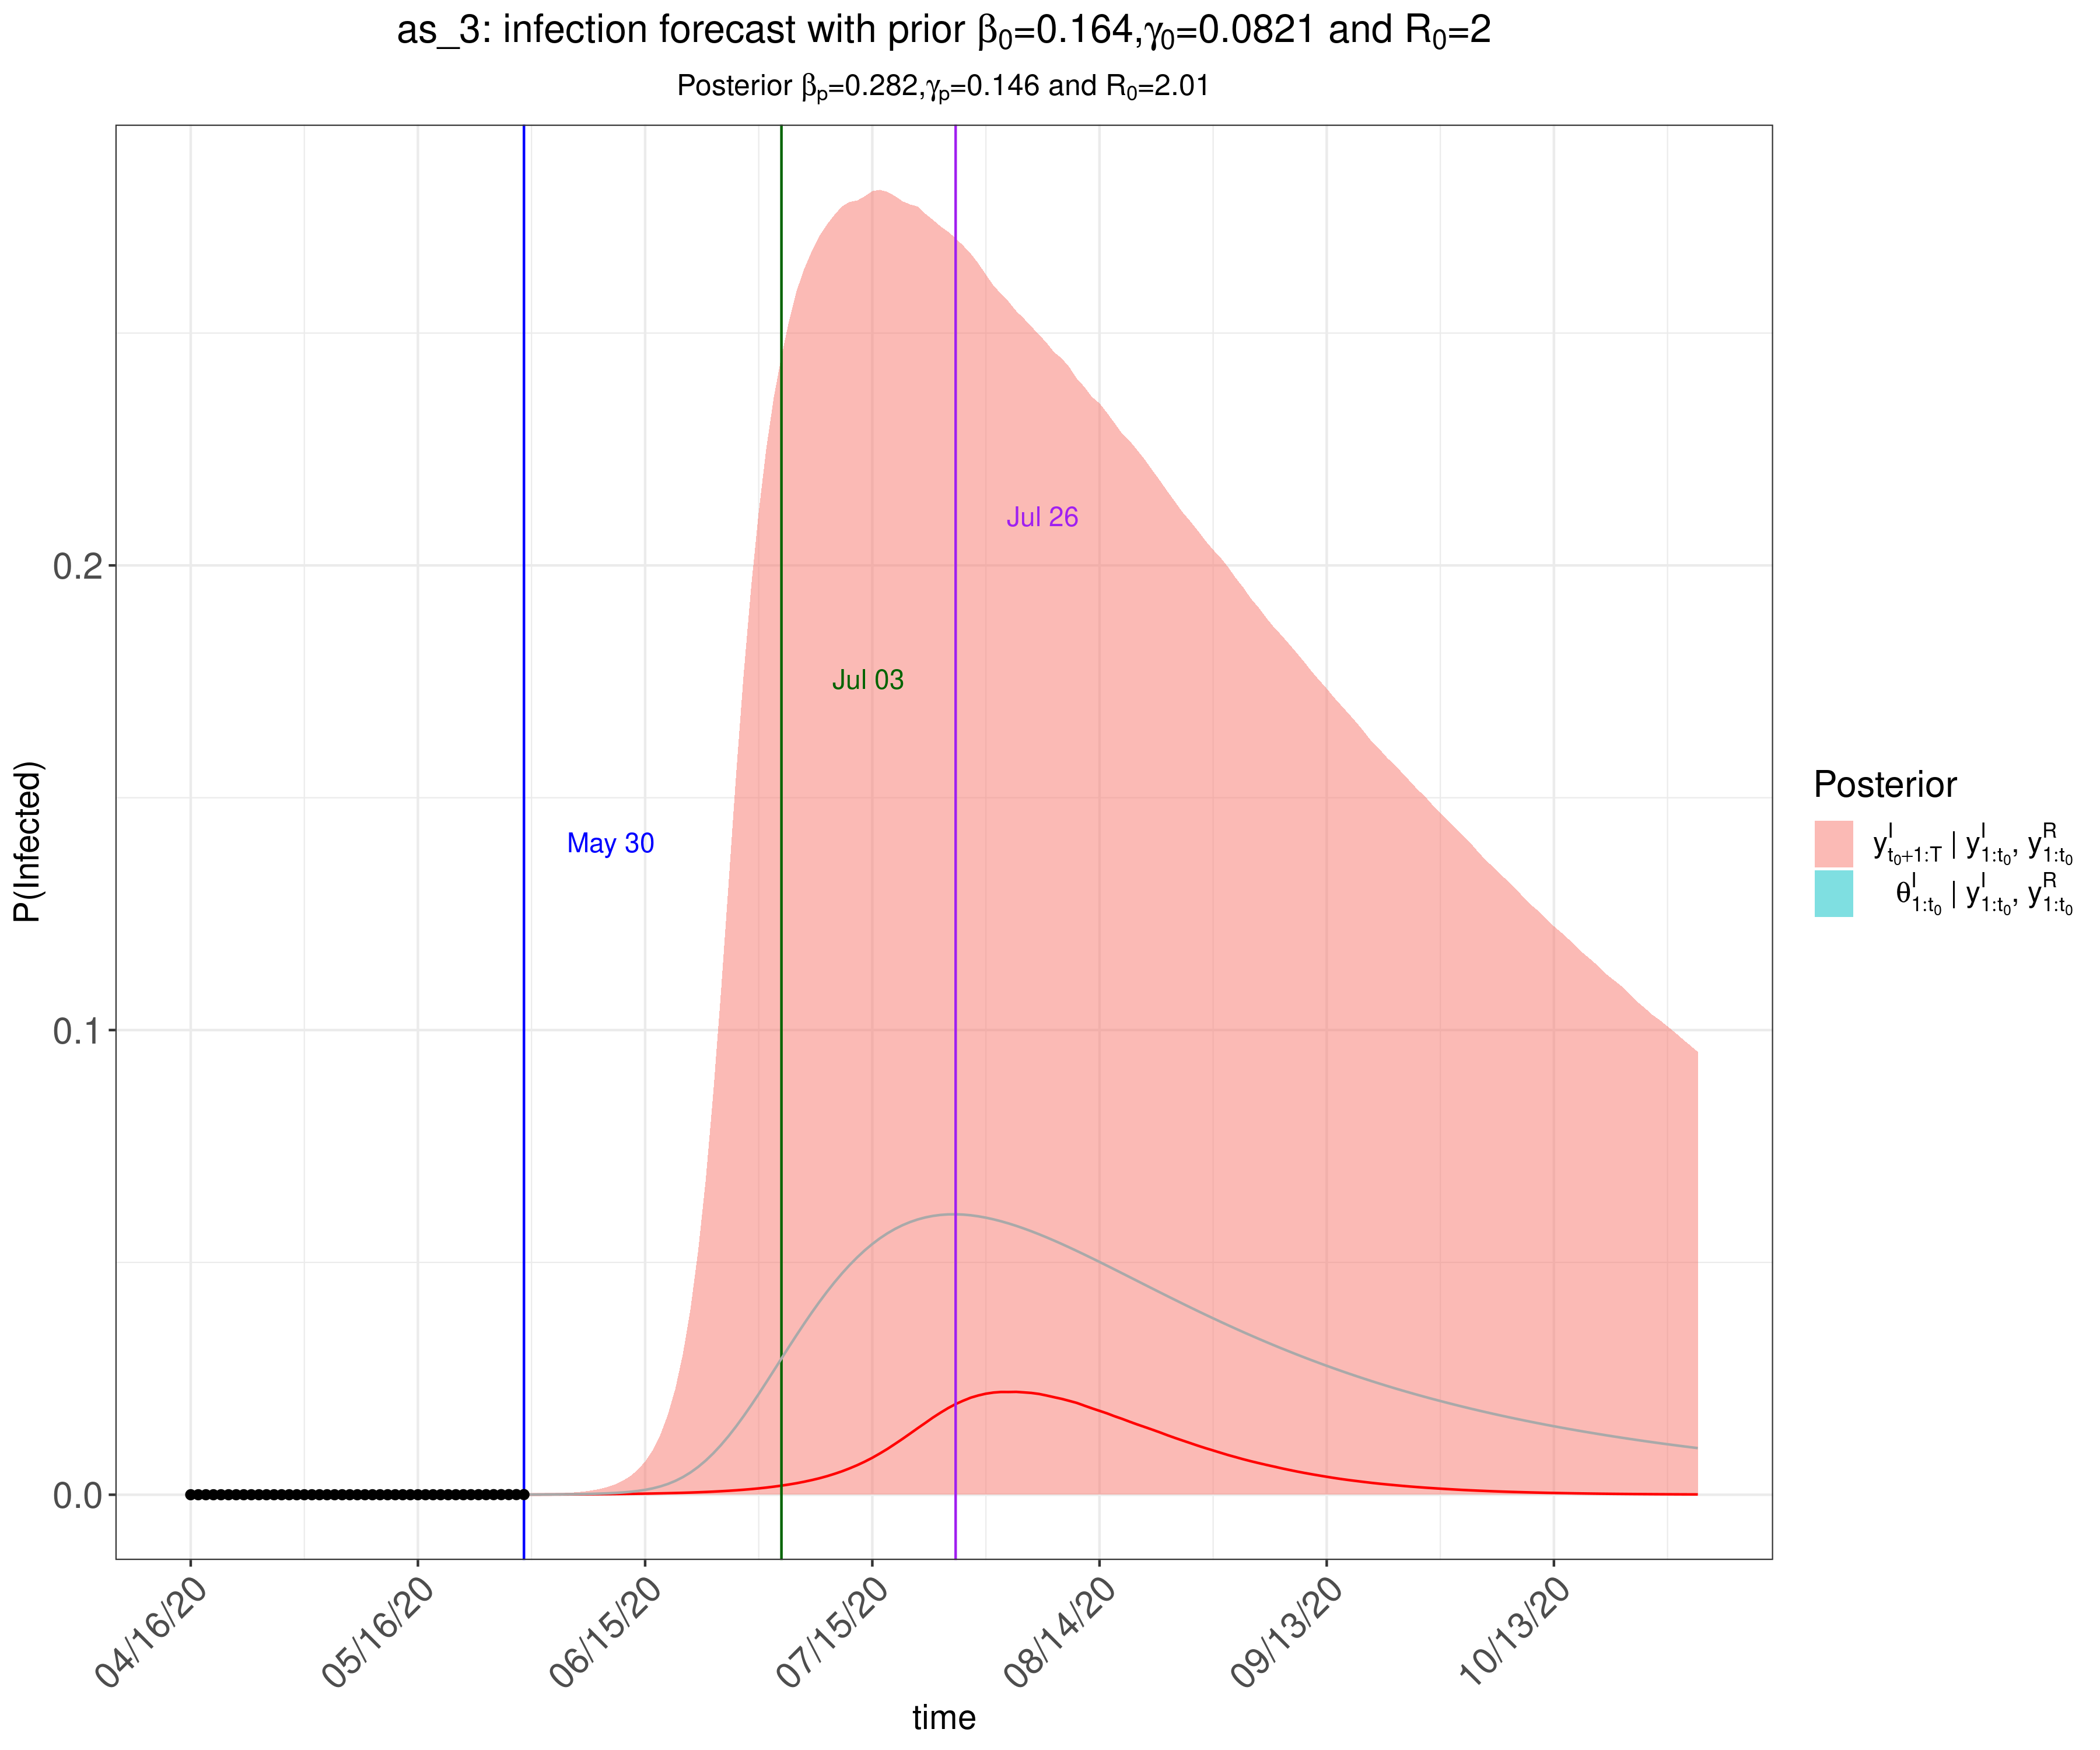 as_3: infection forecast with prior β₀=0.164,γ₀=0.0821 and R₀=2
Posterior βₚ=0.282,γₚ=0.146 and R₀=2.01
P(Infected)
0.2
0.1
0.0
Jul 26
Jul 03
May 30
04/16/20
05/16/20
06/15/20
07/15/20
08/14/20
09/13/20
10/13/20
time
Posterior
y^I_{t₀+1:T} | y^I_{1:t₀}, y^R_{1:t₀}
θ^I_{1:t₀} | y^I_{1:t₀}, y^R_{1:t₀}